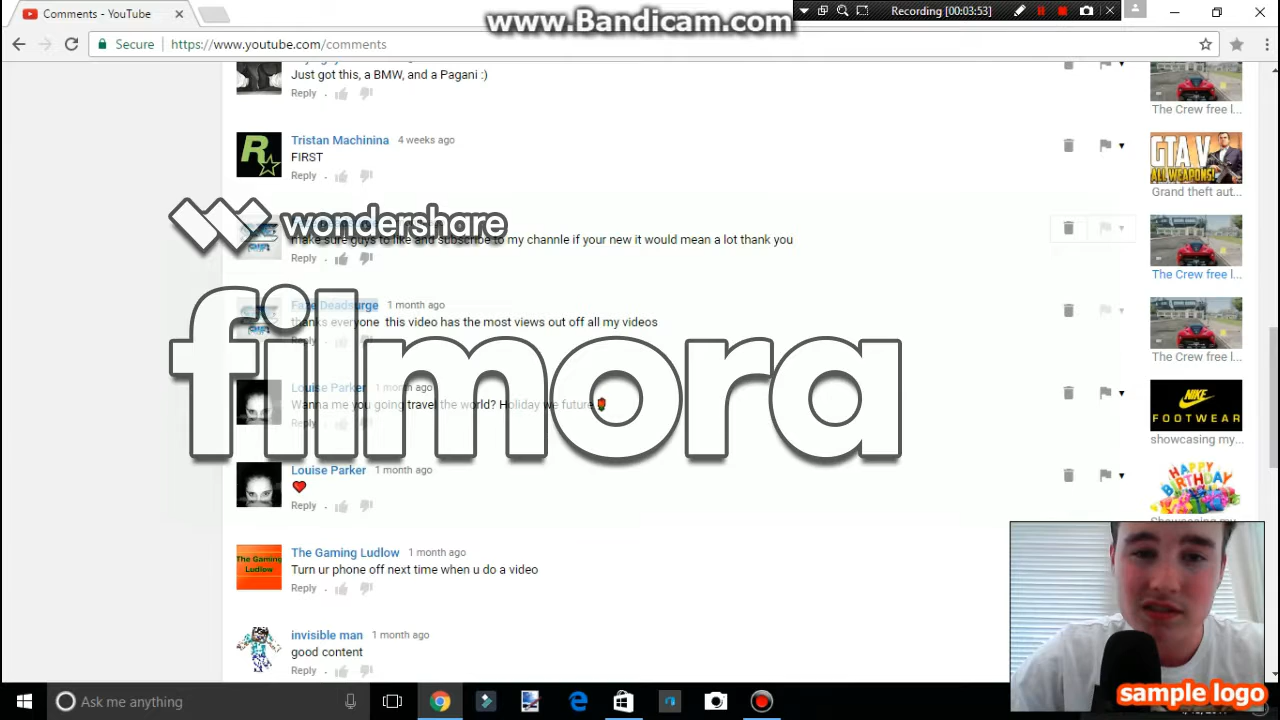 Comments - YouTube
www.Bandicam.com
Recording [00:03:53]
Secure
https://www.youtube.com/comments
Just got this, a BMW, and a Pagani :)
Reply
The Crew free l...
Tristan Machinina 4 weeks ago
FIRST
Reply
GTA V
ALL WEAPONS!
Grand theft aut...
wondershare
make sure guys to like and subscribe to my channle if your new it would mean a lot thank you
Reply
The Crew free l...
Faze Deadsurge 1 month ago
thanks everyone this video has the most views out off all my videos
The Crew free l...
filmora
Louise Parker 1 month ago
Wanna me you going travel the world? Holiday we future🌹
NIKE
FOOTWEAR
showcasing my...
Louise Parker 1 month ago
❤
Reply
HAPPY
BIRTHDAY
Showcasing my
The Gaming Ludlow 1 month ago
The Gaming
Ludlow
Turn ur phone off next time when u do a video
Reply
invisible man 1 month ago
good content
Reply
sample logo
Ask me anything